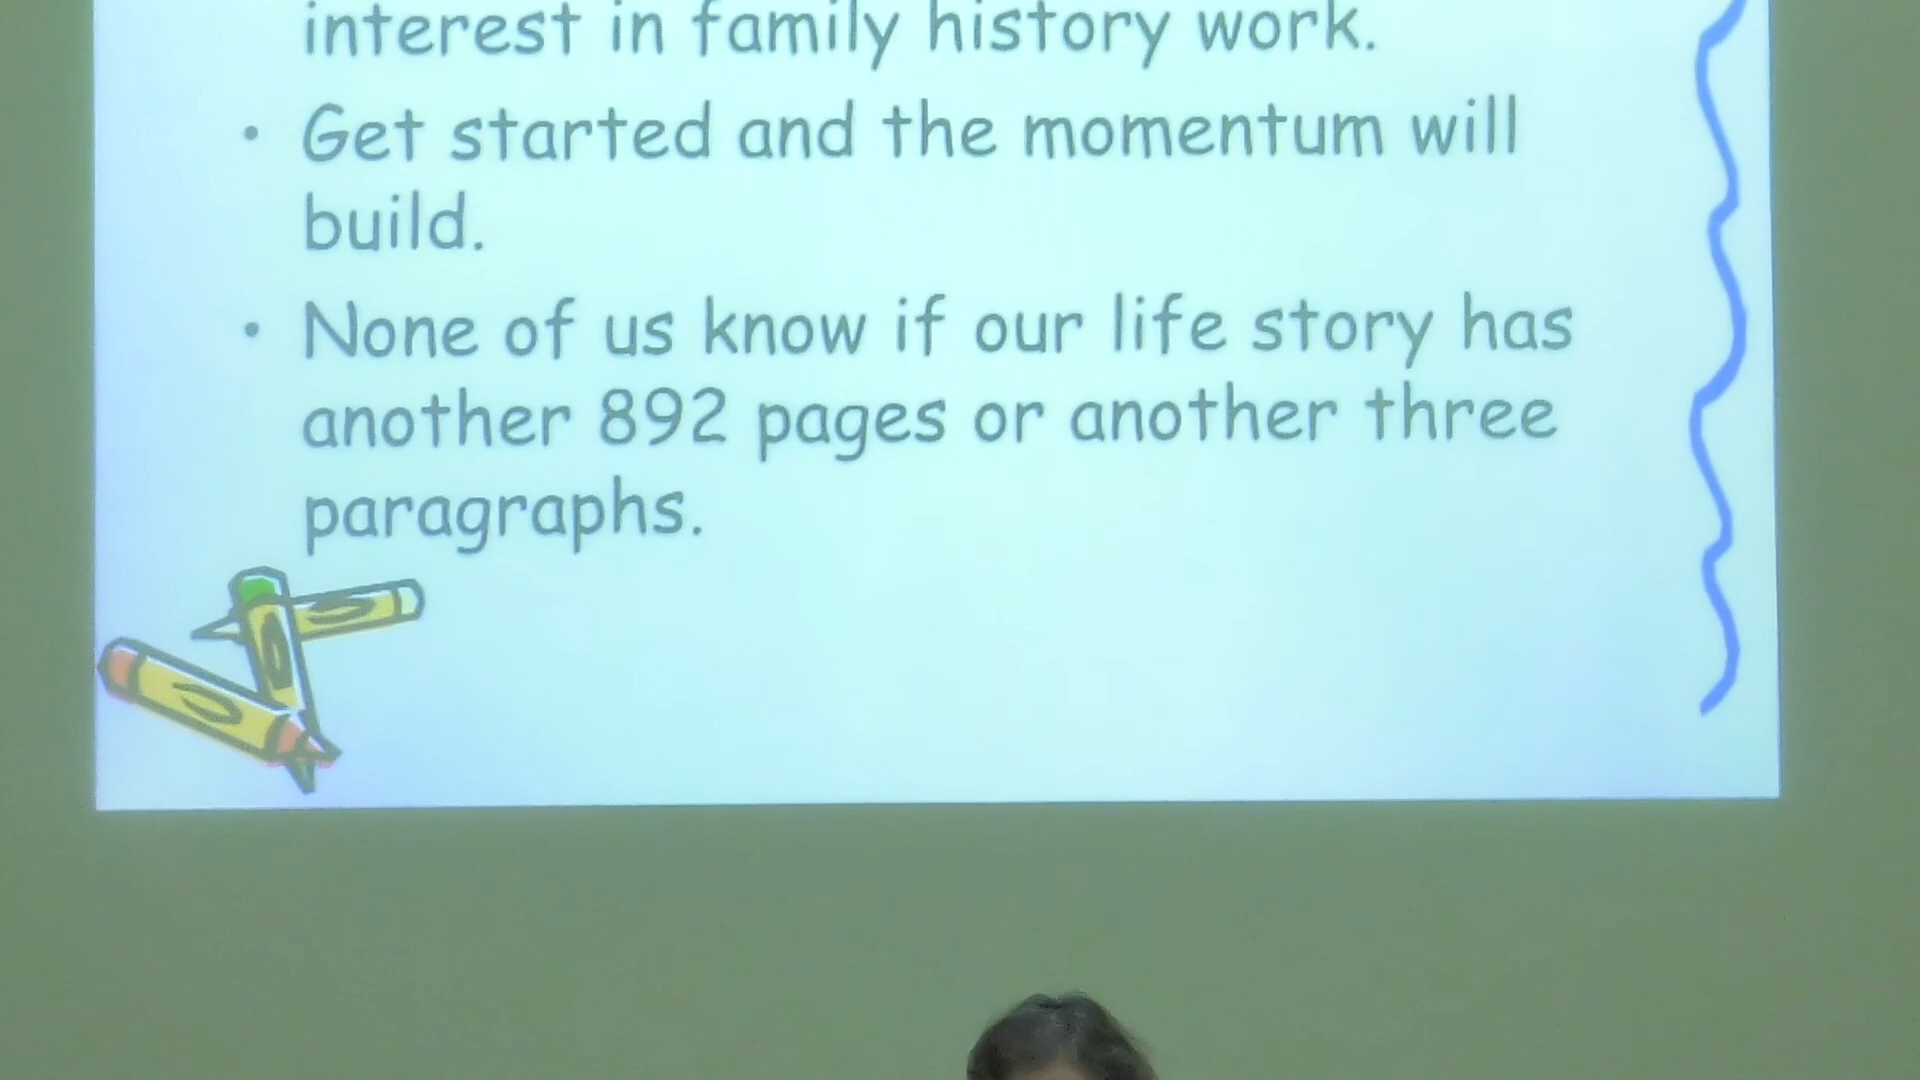 interest in family history work.
• Get started and the momentum will
build.
• None of us know if our life story has
another 892 pages or another three
paragraphs.